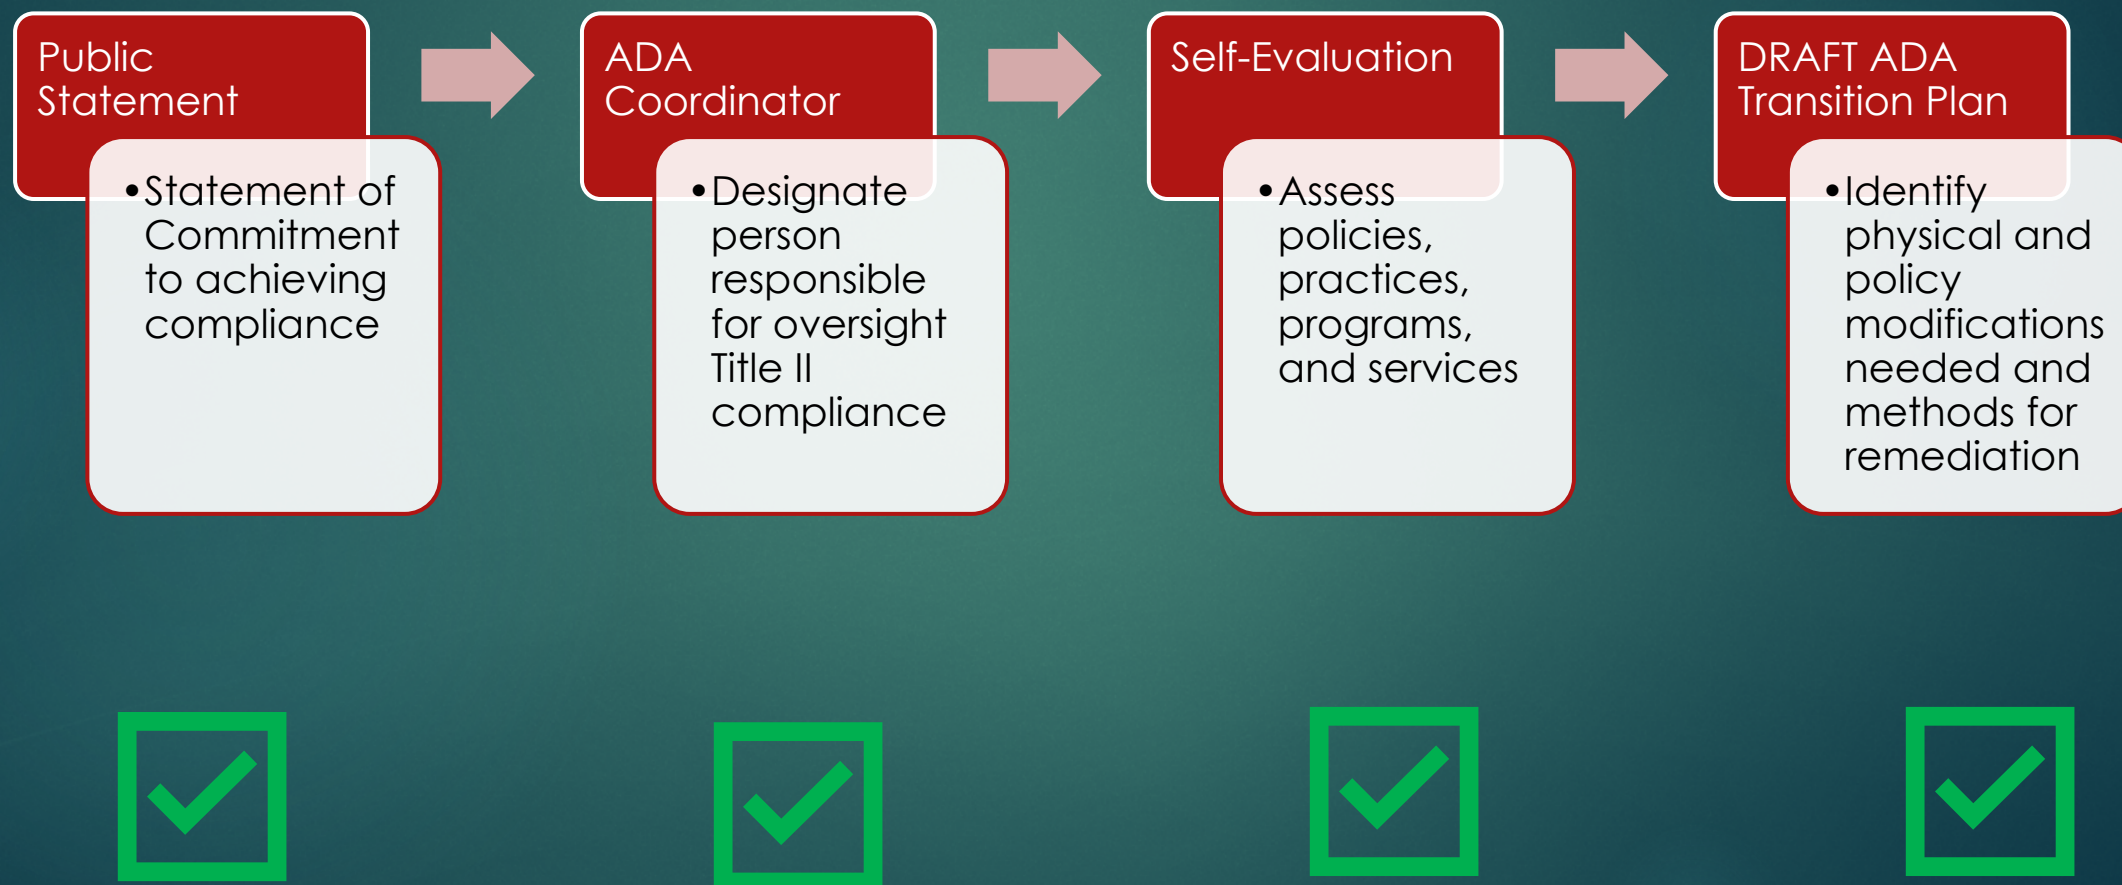 Public
Statement
•Statement of
Commitment
to achieving
compliance
ADA
Coordinator
•Designate
person
responsible
for oversight
Title II
compliance
Self-Evaluation
•Assess
policies,
practices,
programs,
and services
DRAFT ADA
Transition Plan
•Identify
physical and
policy
modifications
needed and
methods for
remediation